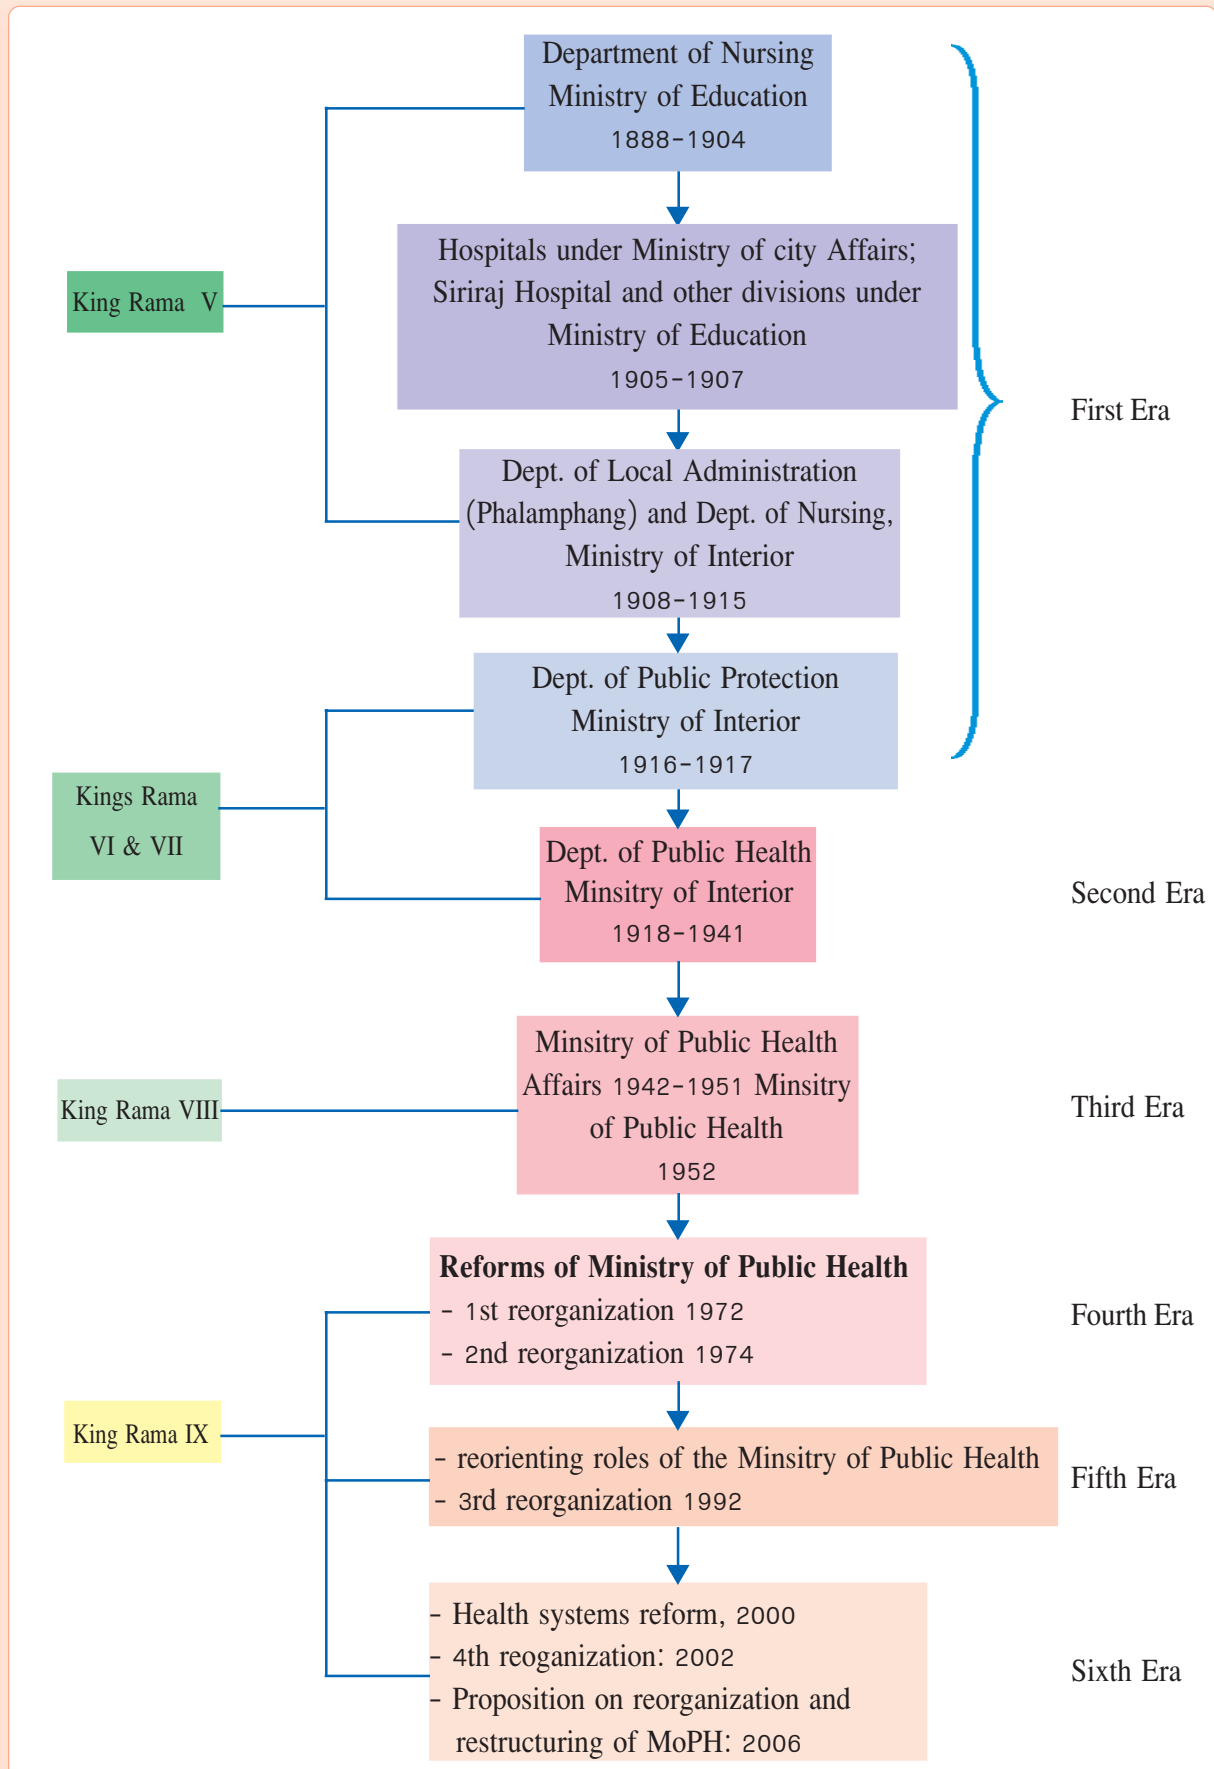 Department of Nursing
Ministry of Education
1888-1904
Hospitals under Ministry of city Affairs;
Siriraj Hospital and other divisions under
Ministry of Education
1905-1907
King Rama V
First Era
Dept. of Local Administration
(Phalamphang) and Dept. of Nursing,
Ministry of Interior
1908-1915
Dept. of Public Protection
Ministry of Interior
1916-1917
Kings Rama
VI & VII
Dept. of Public Health
Minsitry of Interior
1918-1941
Second Era
Minsitry of Public Health
Affairs 1942-1951 Minsitry
of Public Health
1952
King Rama VIII
Third Era
Reforms of Ministry of Public Health
- 1st reorganization 1972
- 2nd reorganization 1974
Fourth Era
King Rama IX
- reorienting roles of the Minsitry of Public Health
- 3rd reorganization 1992
Fifth Era
- Health systems reform, 2000
- 4th reoganization: 2002
- Proposition on reorganization and
restructuring of MoPH: 2006
Sixth Era